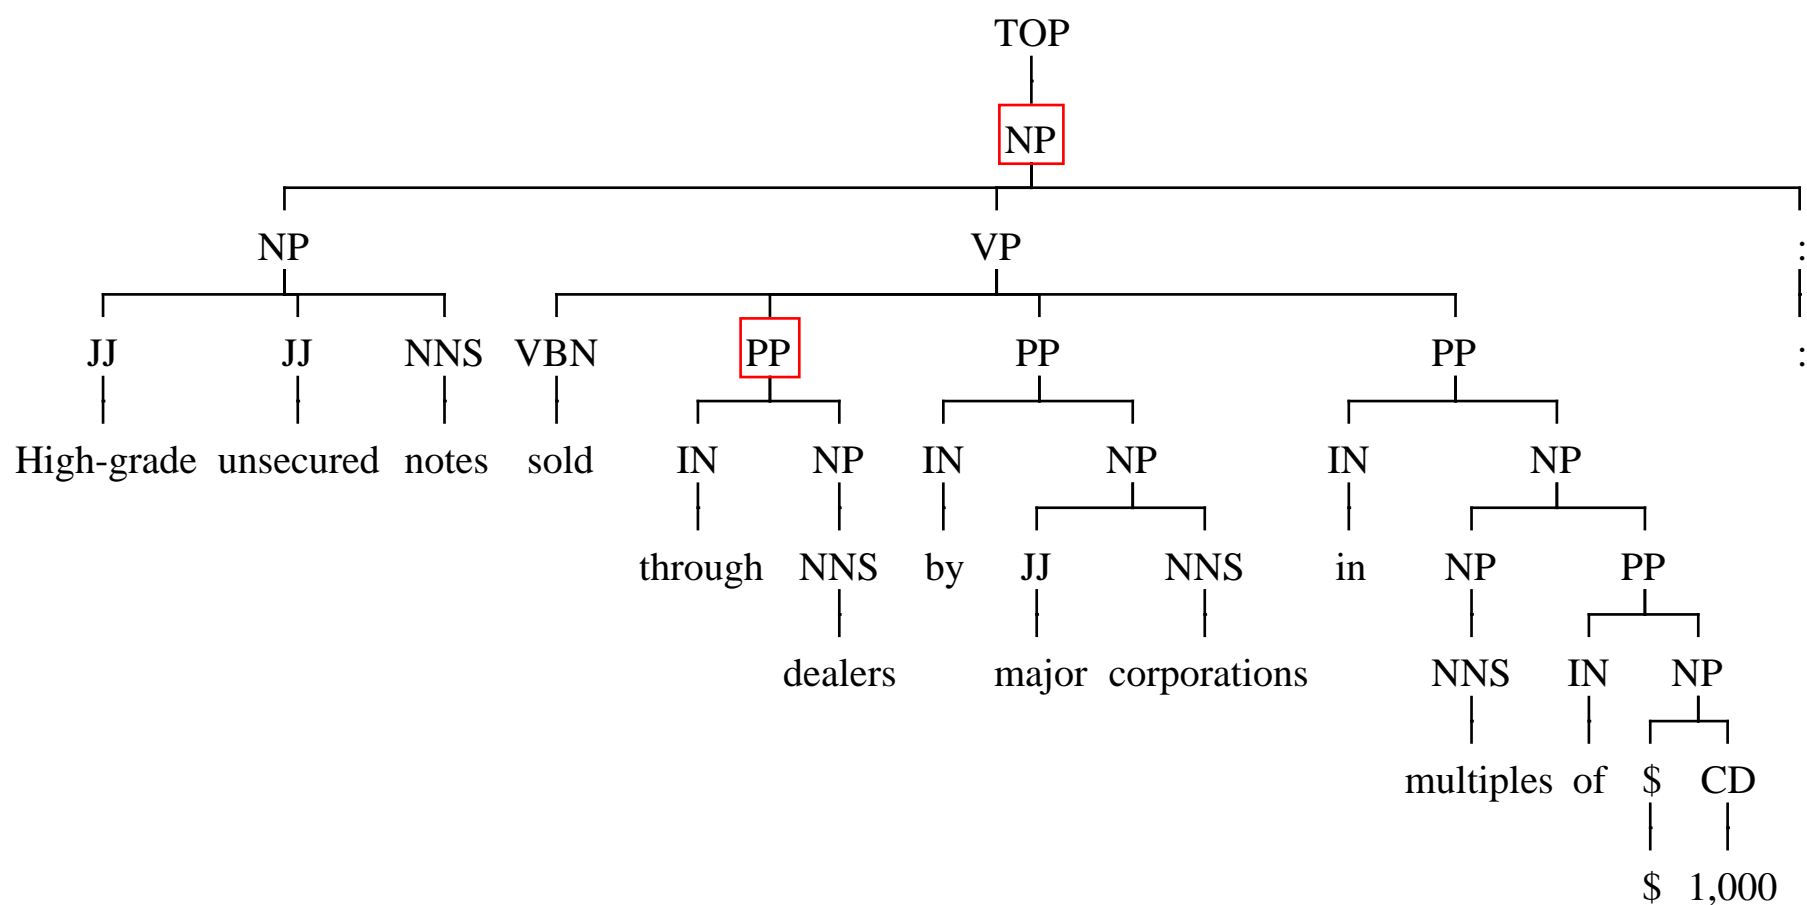 TOP
NP
NP VP :
JJ JJ NNS VBN PP PP PP :
High-grade unsecured notes sold IN NP IN NP IN NP
through NNS by JJ NNS in NP PP
dealers major corporations NNS IN NP
multiples of $ CD
$ 1,000